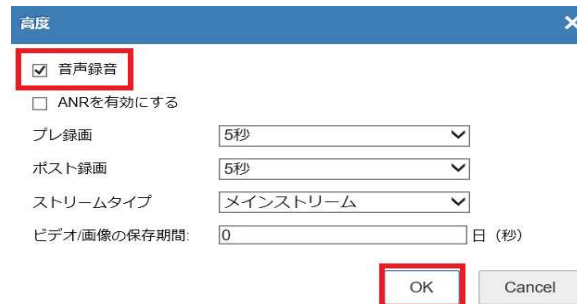 高度
音声録音
ANRを有効にする
プレ録画 5秒
ポスト録画 5秒
ストリームタイプ メインストリーム
ビデオ/画像の保存期間: 0 日（秒）
OK Cancel